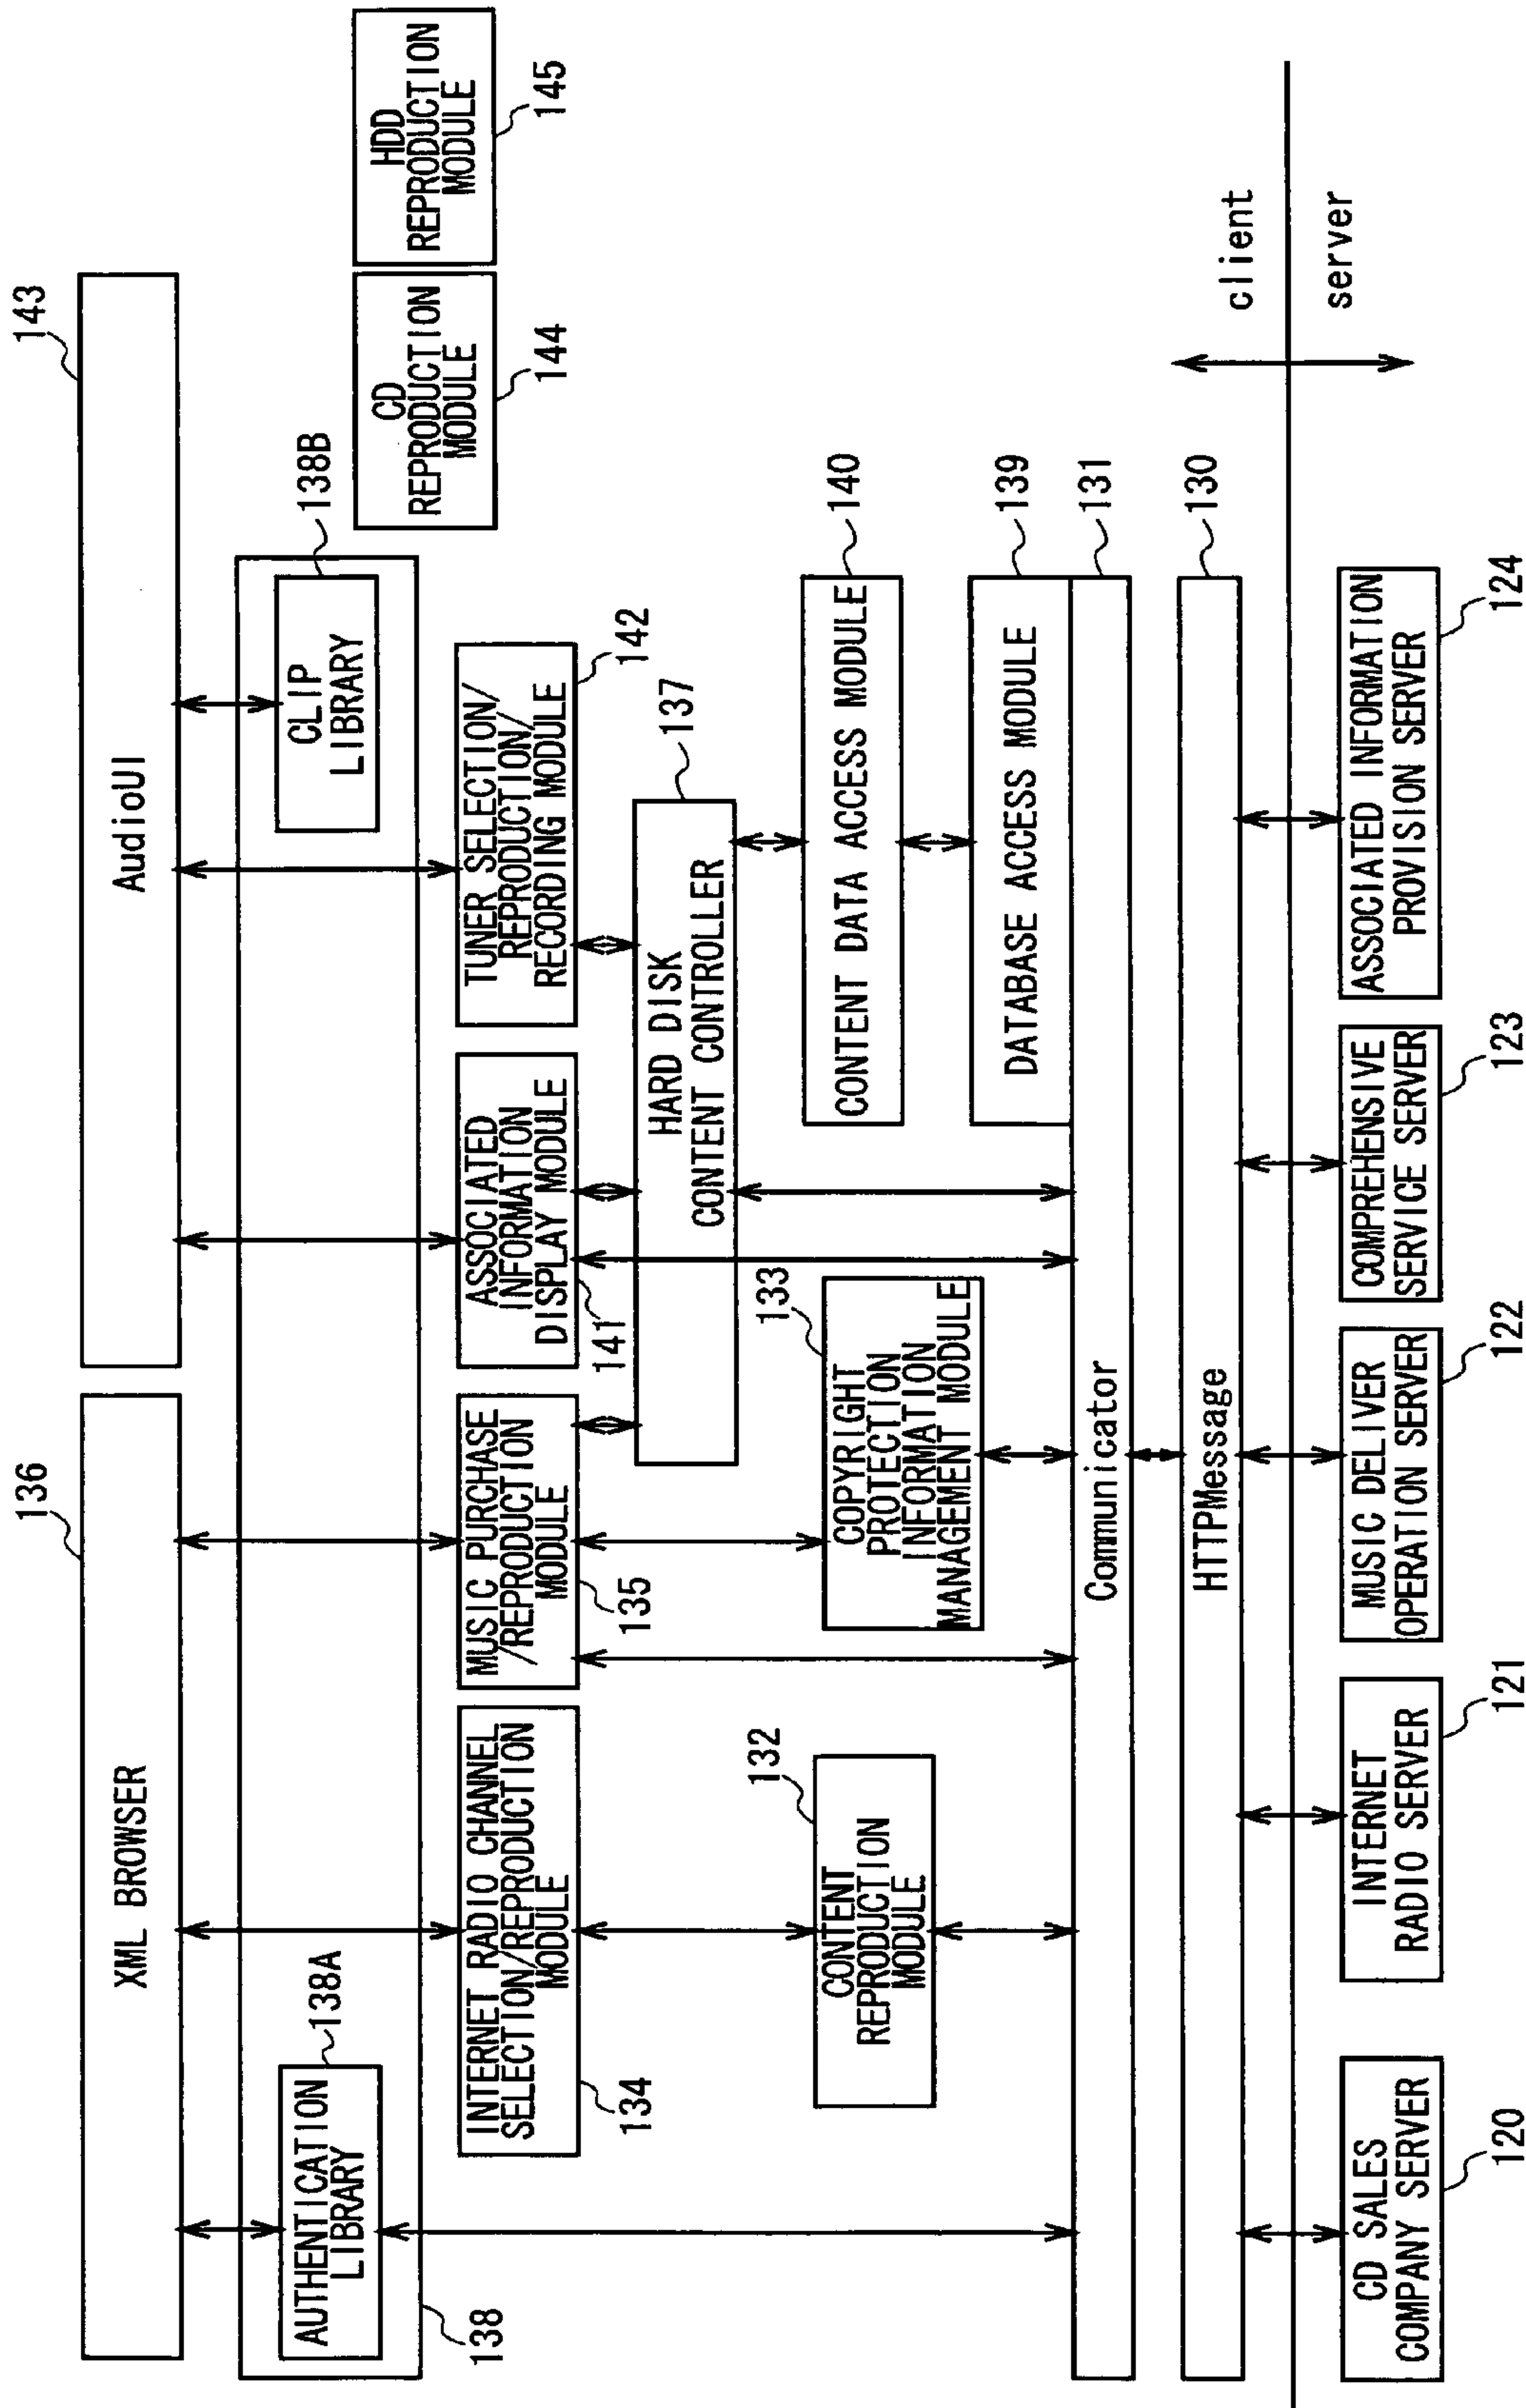 136
143
XML BROWSER
AudioUI
138A
138B
AUTHENTICATION
LIBRARY
CLIP
LIBRARY
138
CD
REPRODUCTION
MODULE
144
HDD
REPRODUCTION
MODULE
145
INTERNET RADIO CHANNEL
SELECTION/REPRODUCTION
MODULE
134
MUSIC PURCHASE
/REPRODUCTION
MODULE
135
ASSOCIATED
INFORMATION
DISPLAY MODULE
141
TUNER SELECTION/
REPRODUCTION/
RECORDING MODULE
142
HARD DISK
CONTENT CONTROLLER
137
132
CONTENT
REPRODUCTION
MODULE
133
COPYRIGHT
PROTECTION
INFORMATION
MANAGEMENT MODULE
CONTENT DATA ACCESS MODULE
140
DATABASE ACCESS MODULE
139
Communicator
131
HTTPMessage
130
client
server
CD SALES
COMPANY SERVER
120
INTERNET
RADIO SERVER
121
MUSIC DELIVER
OPERATION SERVER
122
COMPREHENSIVE
SERVICE SERVER
123
ASSOCIATED INFORMATION
PROVISION SERVER
124